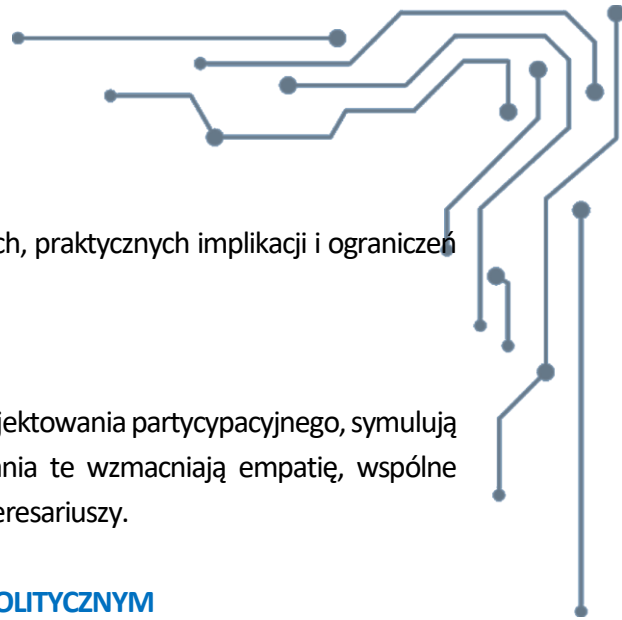 ch, praktycznych implikacji i ograniczeń
jektowania partycypacyjnego, symulują
nia te wzmacniają empatię, wspólne
eresariuszy.
OLITYCZNYM